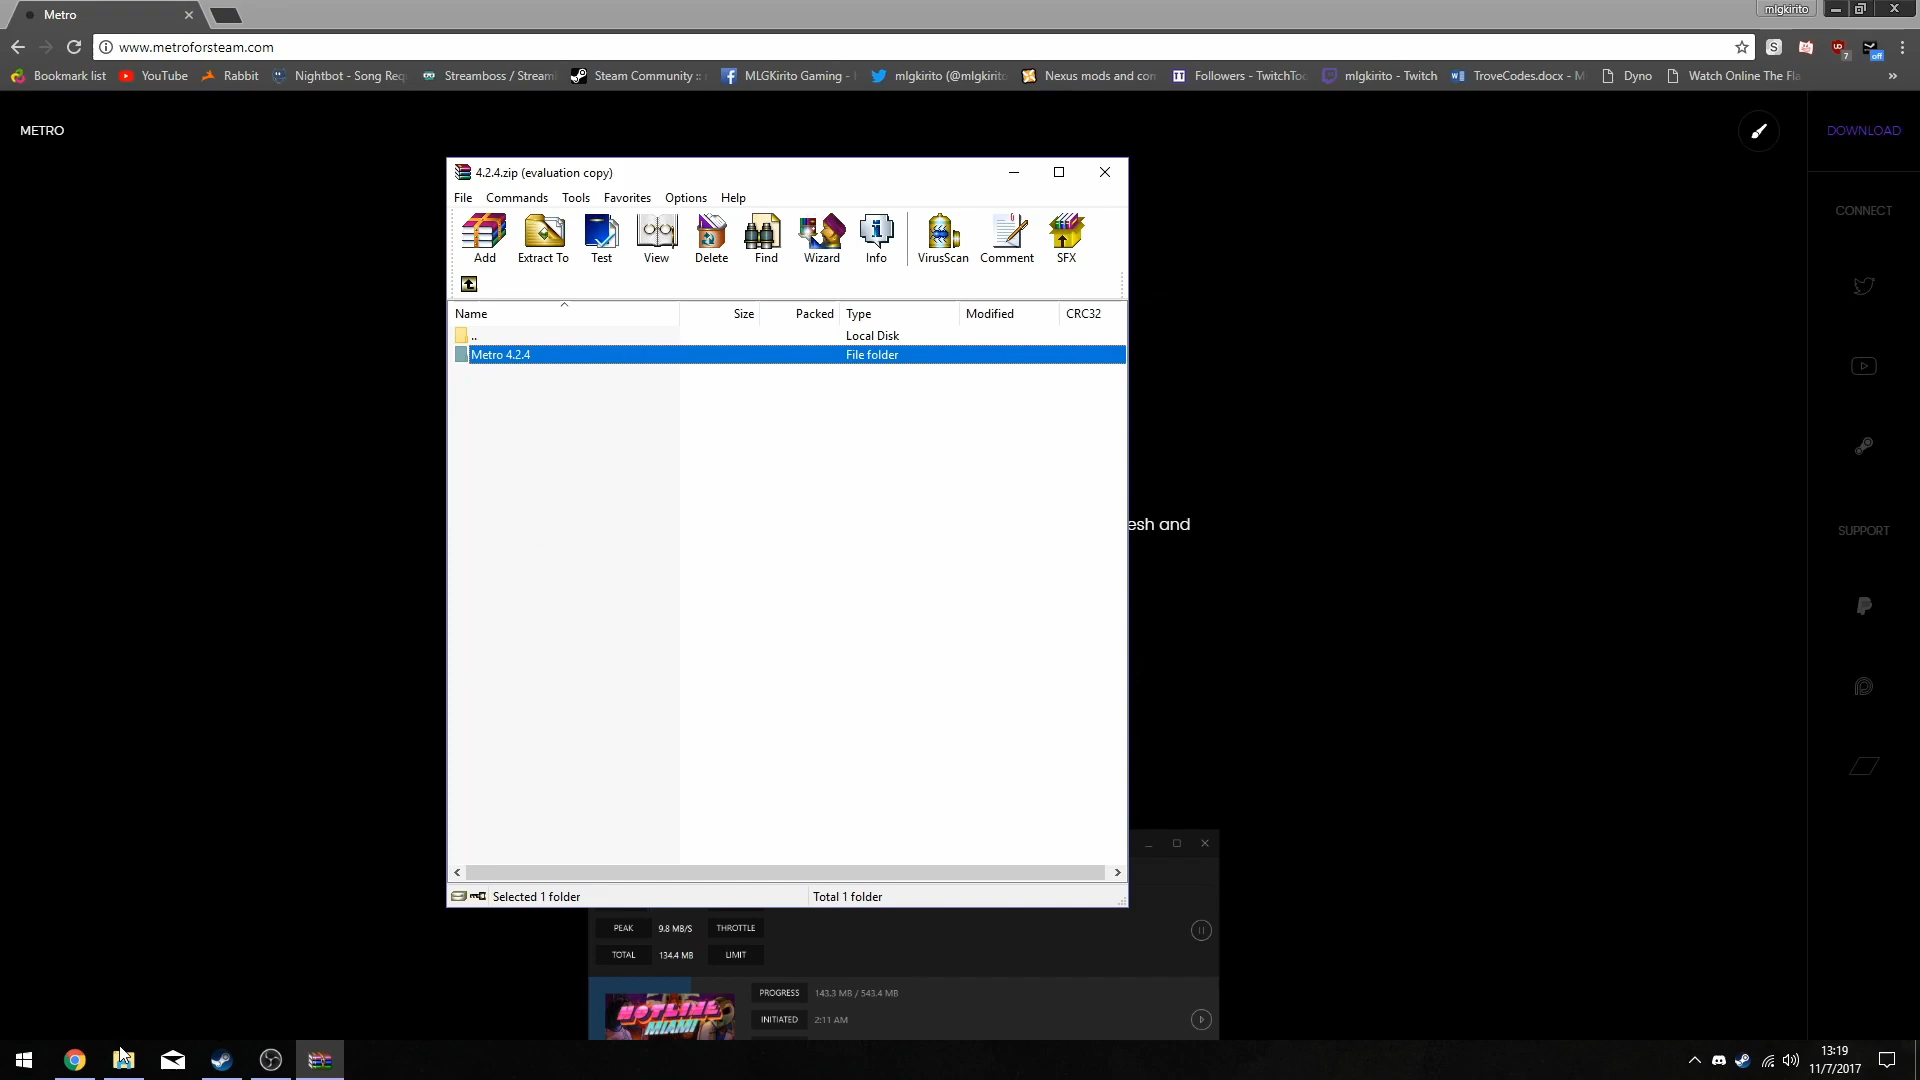 Metro
mlgkirito
www.metroforsteam.com
Bookmark list
YouTube
Rabbit
Nightbot - Song Req
Streamboss / Streaml
Steam Community ::
MLGKirito Gaming -
mlgkirito (@mlgkirito
Nexus mods and con
Followers - TwitchToo
mlgkirito - Twitch
TroveCodes.docx - M
Dyno
Watch Online The Fla
»
METRO
DOWNLOAD
CONNECT
SUPPORT
4.2.4.zip (evaluation copy)
File Commands Tools Favorites Options Help
Add Extract To Test View Delete Find Wizard Info VirusScan Comment SFX
Name Size Packed Type Modified CRC32
.. Local Disk
Metro 4.2.4 File folder
esh and
Selected 1 folder Total 1 folder
PEAK 9.8 MB/S THROTTLE
TOTAL 134.4 MB LIMIT
PROGRESS 143.3 MB / 543.4 MB
HOTLINE
MIAMI
INITIATED 2:11 AM
13:19
11/7/2017